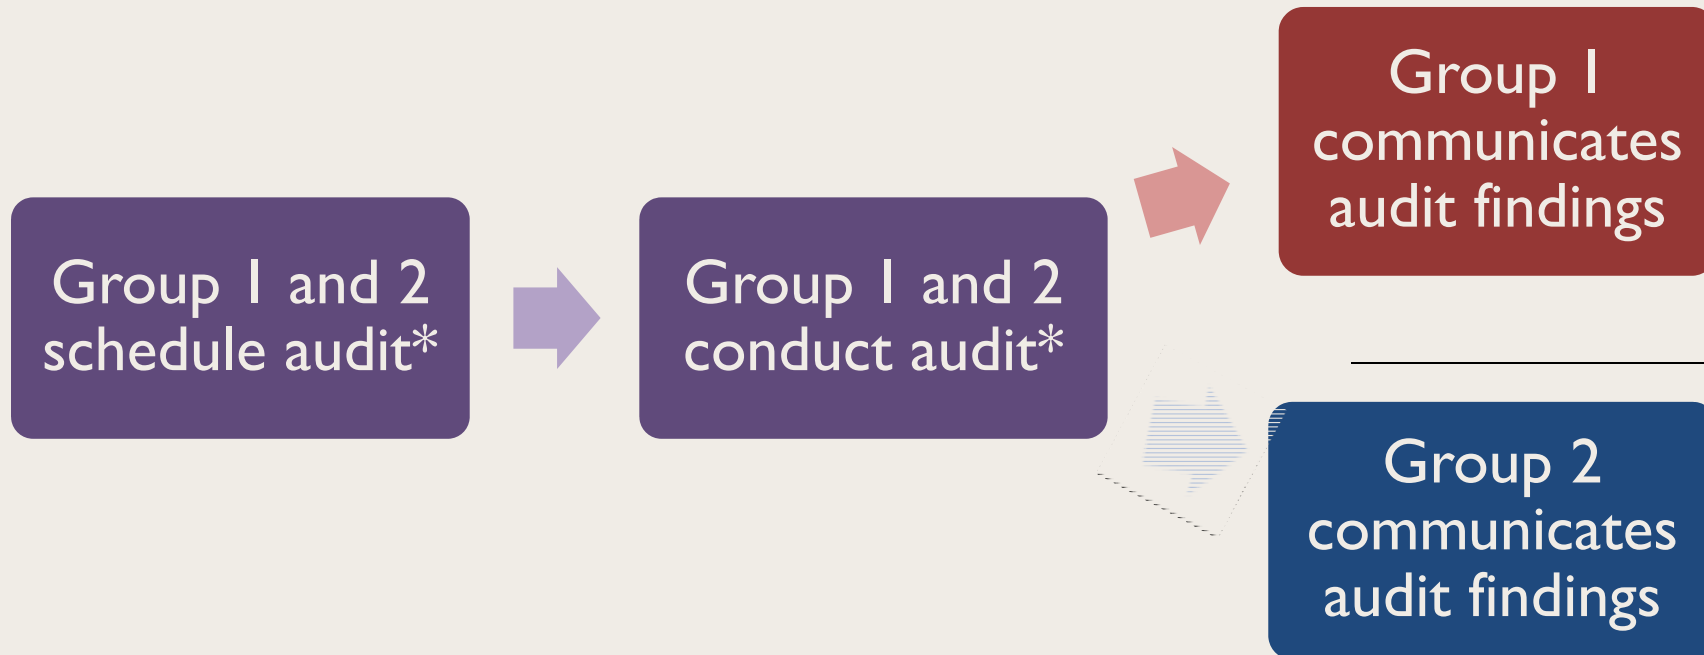 Group 1 and 2
schedule audit*
Group 1 and 2
conduct audit*
Group 1
communicates
audit findings
Group 2
communicates
audit findings